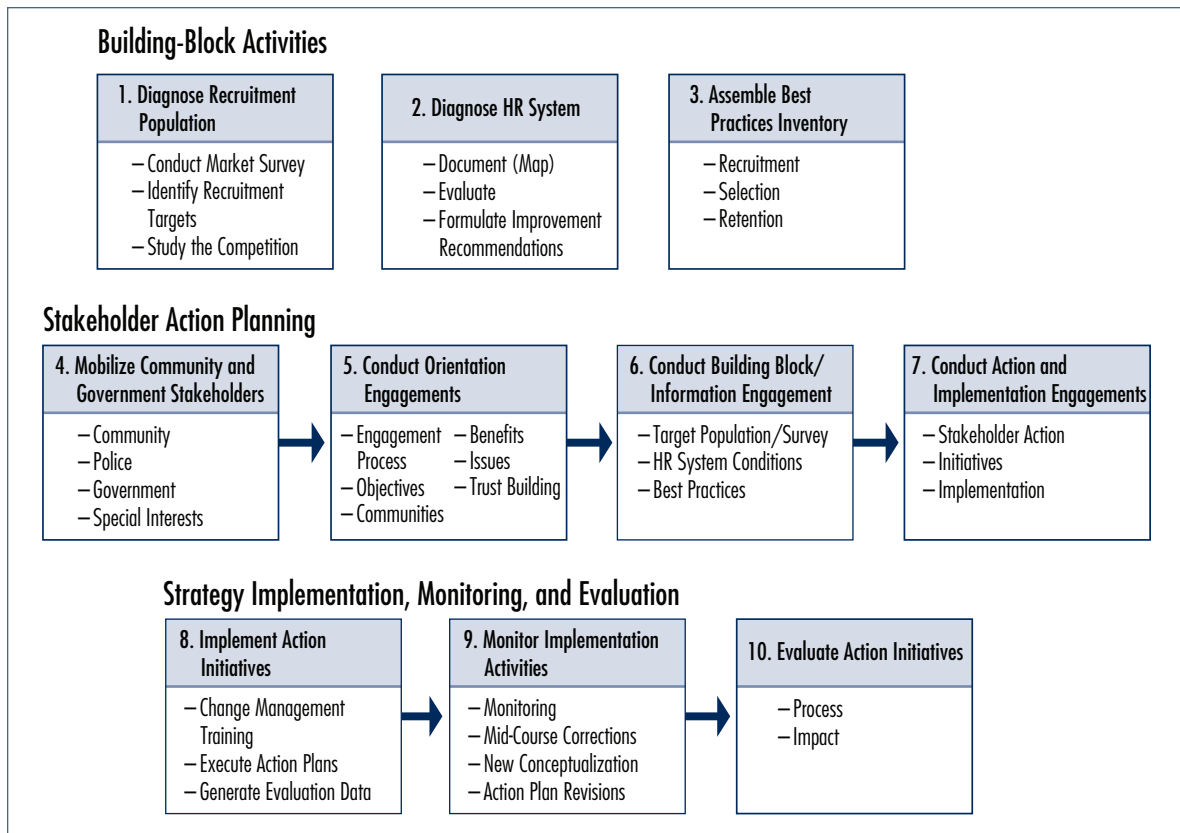 Building-Block Activities
1. Diagnose Recruitment
Population
– Conduct Market Survey
– Identify Recruitment
Targets
– Study the Competition
2. Diagnose HR System
– Document (Map)
– Evaluate
– Formulate Improvement
Recommendations
3. Assemble Best
Practices Inventory
– Recruitment
– Selection
– Retention
Stakeholder Action Planning
4. Mobilize Community and
Government Stakeholders
– Community
– Police
– Government
– Special Interests
5. Conduct Orientation
Engagements
– Engagement
Process
– Objectives
– Communities
– Benefits
– Issues
– Trust Building
6. Conduct Building Block/
Information Engagement
– Target Population/Survey
– HR System Conditions
– Best Practices
7. Conduct Action and
Implementation Engagements
– Stakeholder Action
– Initiatives
– Implementation
Strategy Implementation, Monitoring, and Evaluation
8. Implement Action
Initiatives
– Change Management
Training
– Execute Action Plans
– Generate Evaluation Data
9. Monitor Implementation
Activities
– Monitoring
– Mid-Course Corrections
– New Conceptualization
– Action Plan Revisions
10. Evaluate Action Initiatives
– Process
– Impact